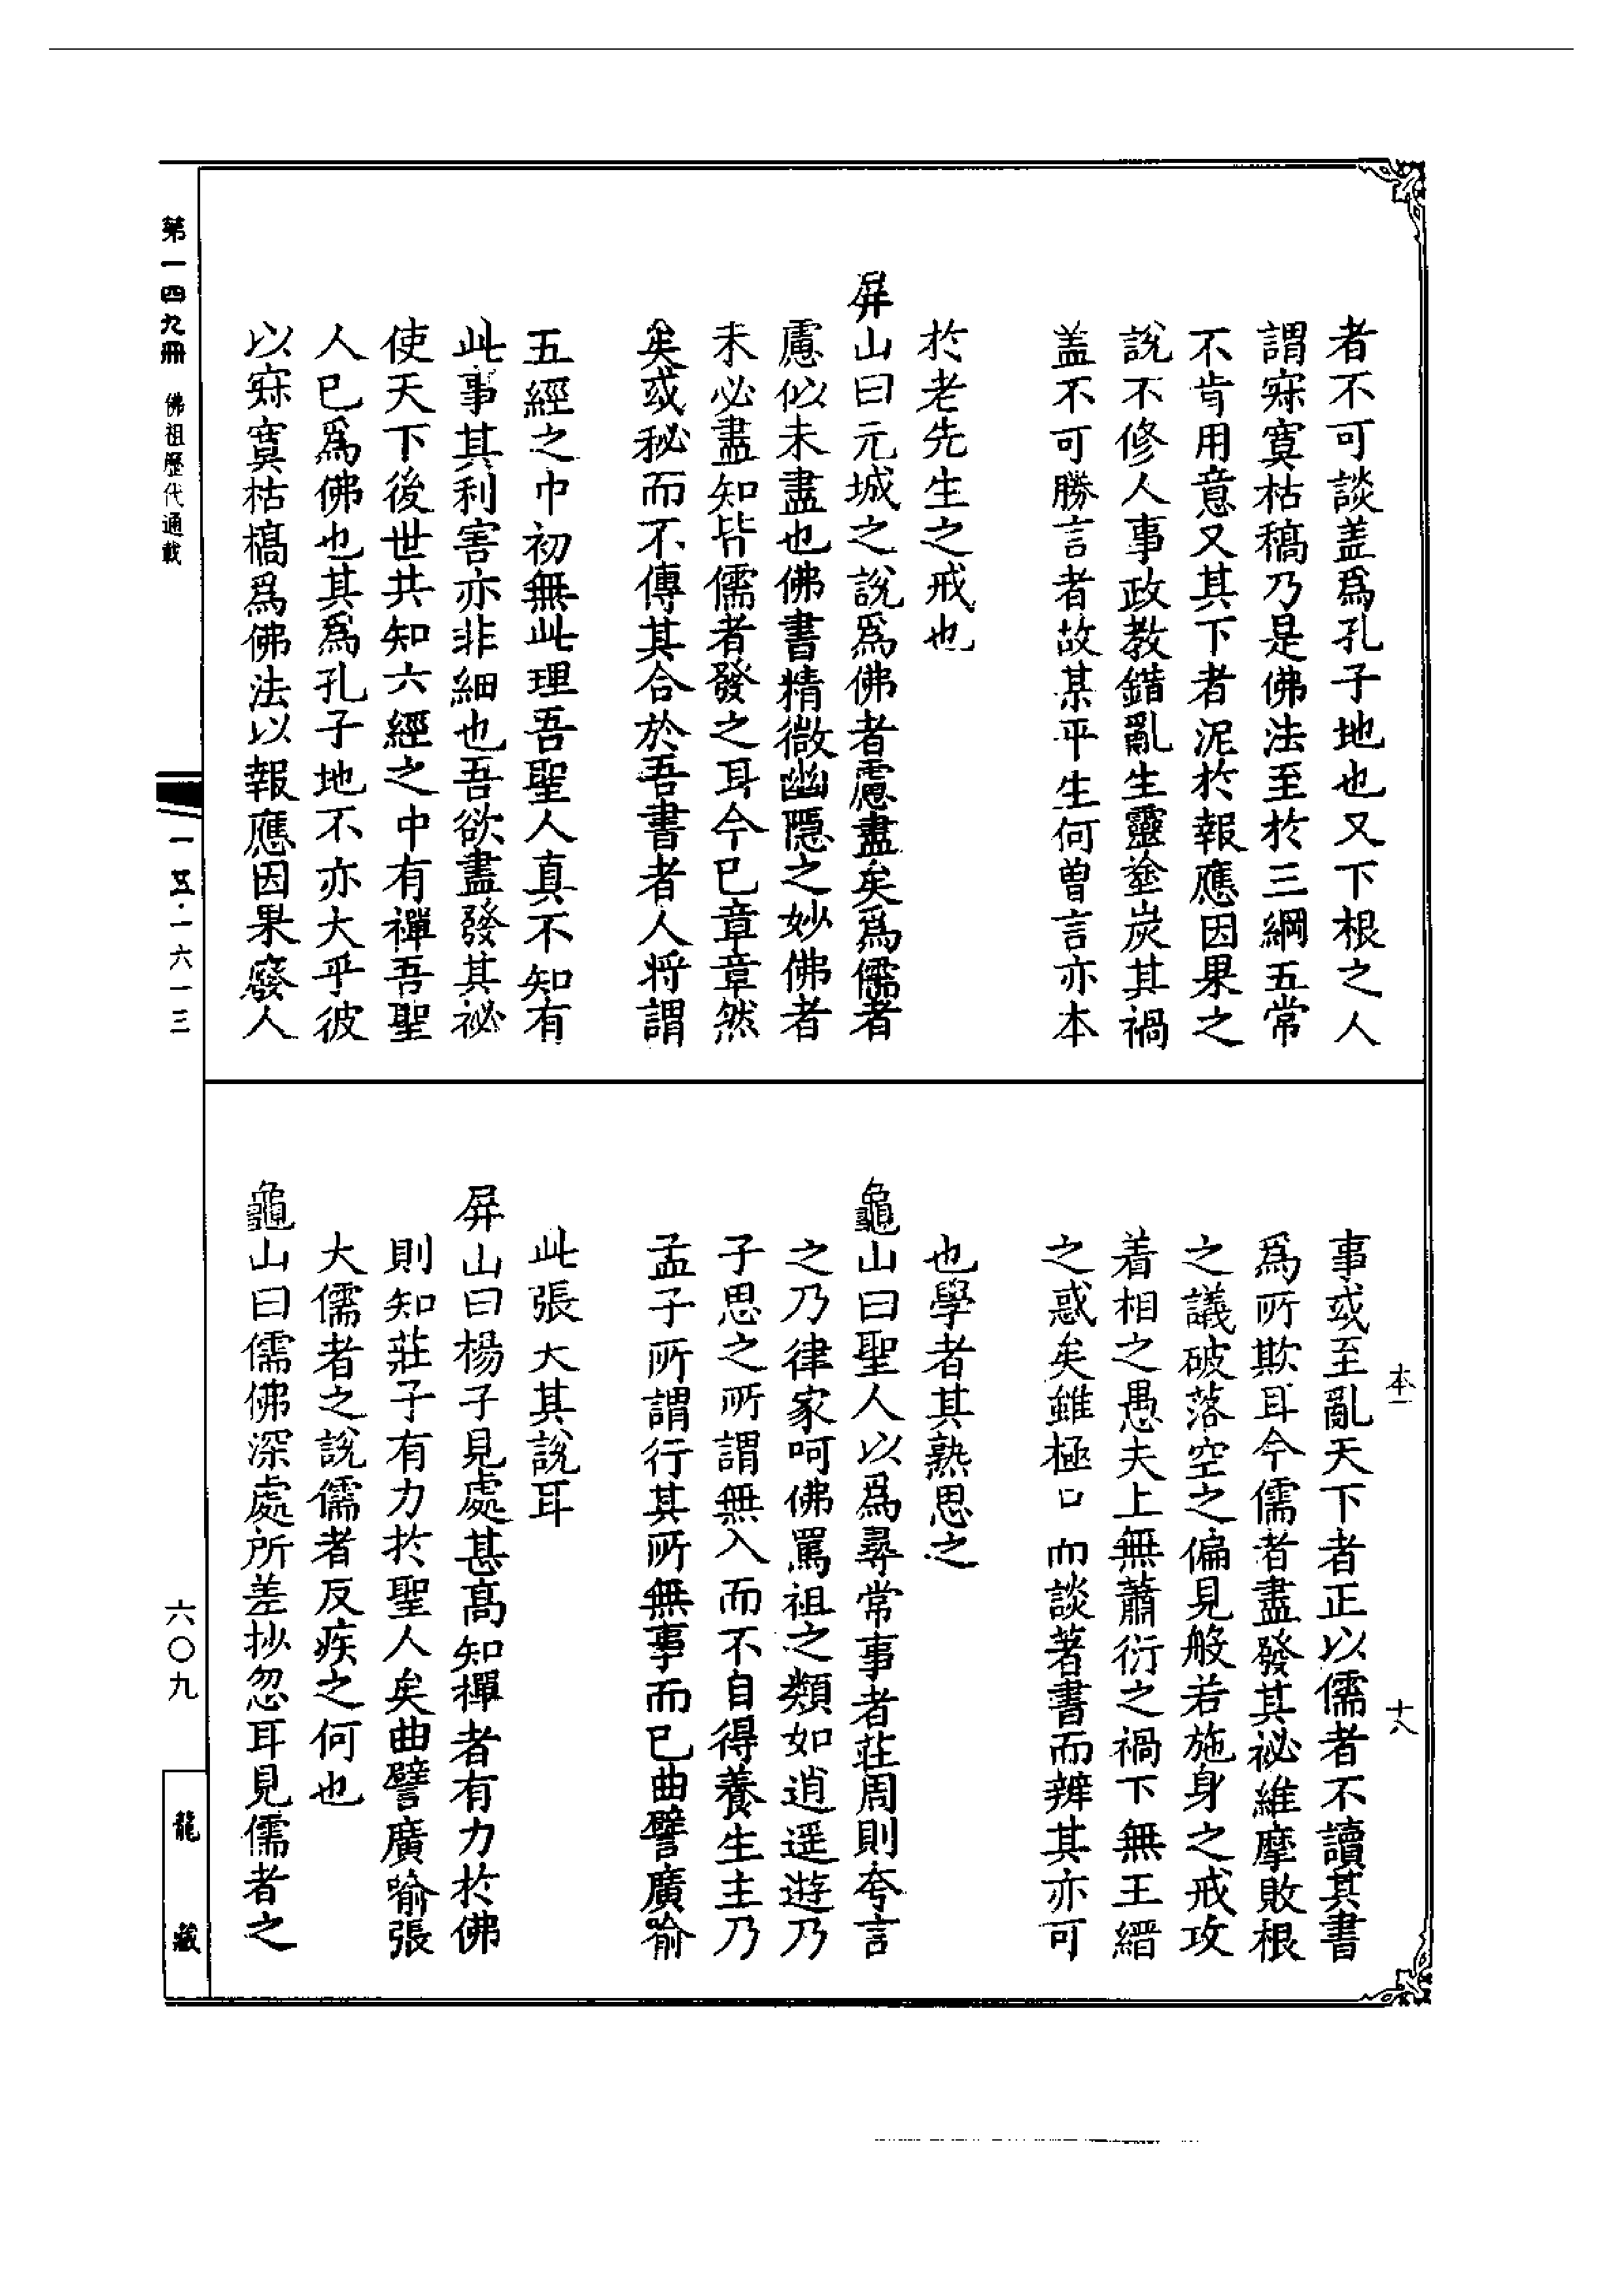 者不可談盖爲孔子地也又下根之人
謂寂寞枯稿乃是佛法至於三綱五常
不肯用意又其下者泥於報應因果之
說不修人事政教錯亂生靈塗炭其禍
盖不可勝言者故某平生何曽言亦本
於老先生之戒也
屏山曰元城之說爲佛者慮盡矣爲儒者
慮似未盡也佛書精微幽隱之妙佛者
未必盡知皆儒者發之耳今已章章然
矣或秘而不傳其合於吾書者人将謂
五經之中初無此理吾聖人真不知有
此事其利害亦非細也吾欲盡發其祕
使天下後世共知六經之中有禪吾聖
人已爲佛也其爲孔子地不亦大乎彼
以寂寞枯槁爲佛法以報應因果廢人
事或至亂天下者正以儒者不讀其書
爲所欺耳今儒者盡發其祕維摩敗根
之議破落空之偏見般若施身之戒攻
着相之愚夫上無蕭衍之禍下無王縉
之惑矣雖極口而談著書而辨其亦可
也學者其熟思之
龜山曰聖人以爲尋常事者莊周則夸言
之乃律家呵佛罵祖之類如逍遥遊乃
子思之所謂無入而不自得養生主乃
孟子所謂行其所無事而已曲譬廣喻
此張大其說耳
屏山曰楊子見處甚高知禪者有力於佛
則知莊子有力於聖人矣曲譬廣喻張
大儒者之說儒者反疾之何也
龜山曰儒佛深處所差抄忽耳見儒者之
本一
十八
第一四九冊 佛祖歷代通載
一五·一六一三
六〇九
龍藏